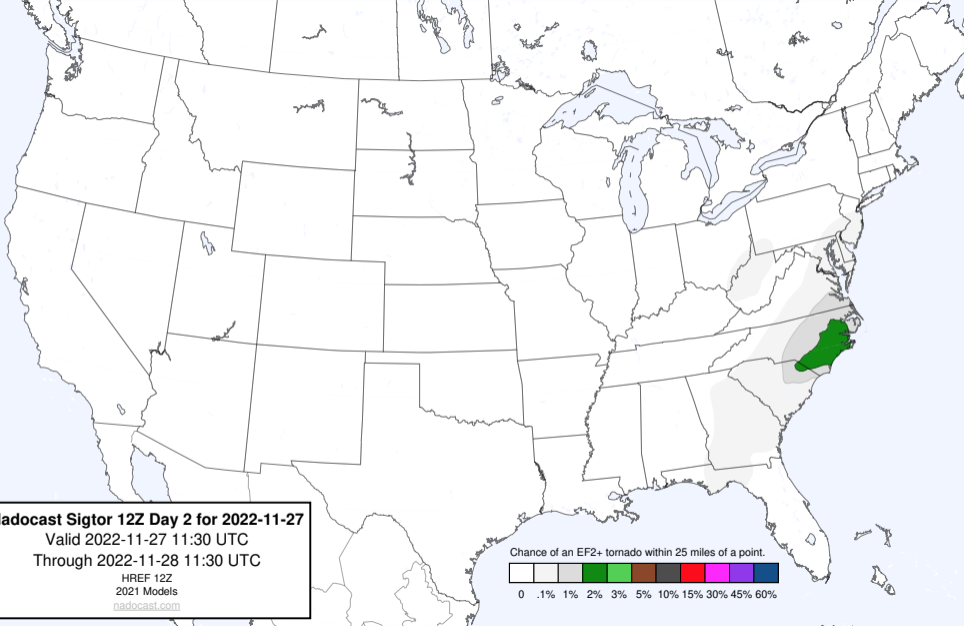 adocast Sigtor 12Z Day 2 for 2022-11-27
Valid 2022-11-27 11:30 UTC
Through 2022-11-28 11:30 UTC
HREF 12Z
2021 Models
nadocast.com
Chance of an EF2+ tornado within 25 miles of a point.
0 .1% 1% 2% 3% 5% 10% 15% 30% 45% 60%